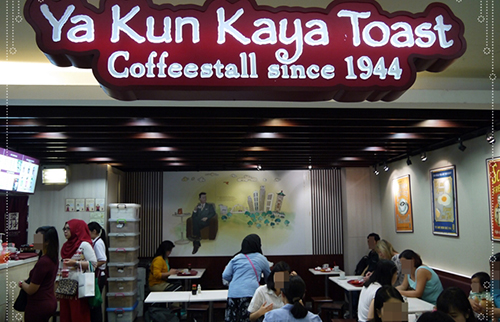 Ya Kun Kaya Toast
Coffeestall since 1944